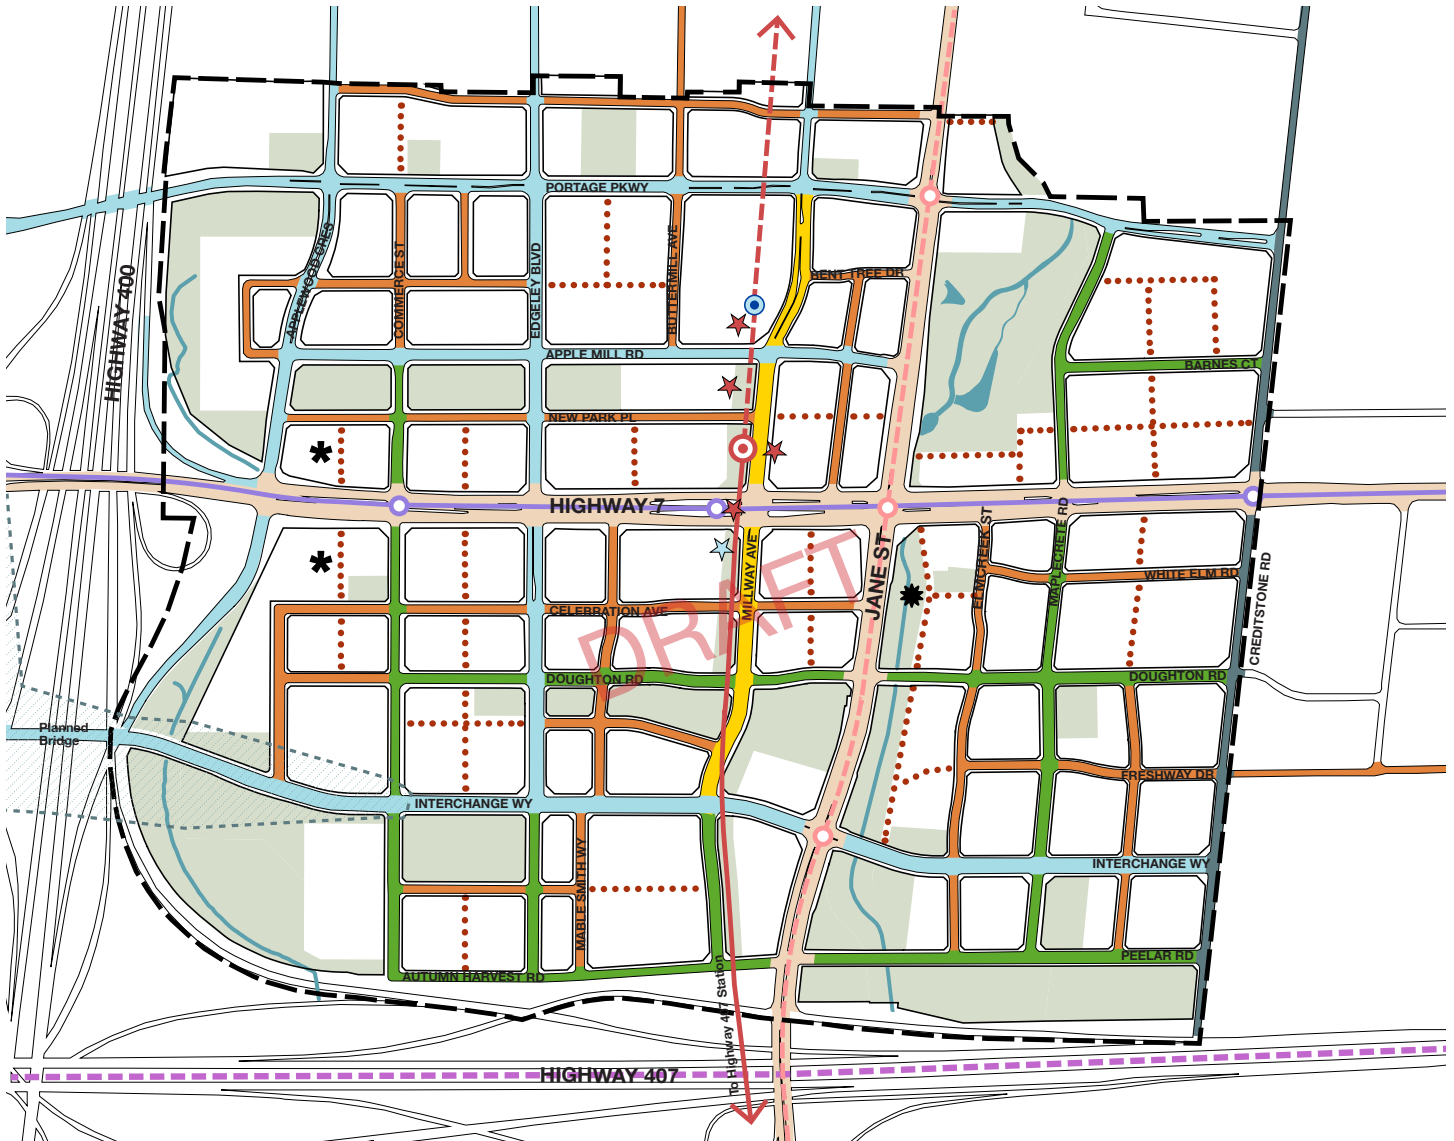 PORTAGE PKWY
APPLEWOOD CRES
COMMERCE ST
EDGELEY BLVD
BUTTERMILL AVE
BENT TREE DR
HIGHWAY 400
APPLE MILL RD
BARNES CT
NEW PARK PL
HIGHWAY 7
MILLWAY AVE
JANE ST
ELMCREEK ST
MAPLECRETE RD
WHITE ELM RD
CREDITSTONE RD
CELEBRATION AVE
DRAFT
DOUGHTON RD
DOUGHTON RD
Planned
Bridge
FRESHWAY DR
INTERCHANGE WY
INTERCHANGE WY
MABLE SMITH WY
PEELAR RD
AUTUMN HARVEST RD
To Highway 407 Station
HIGHWAY 407